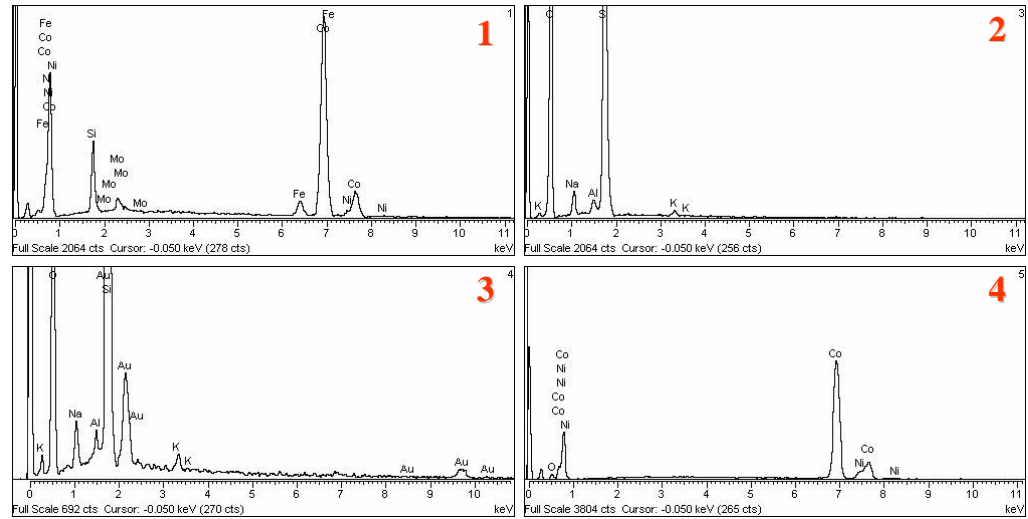 1
1
Fe
Co
Co
Ni
Ni
Co
Fe
Si
Mo
Mo
Mo
Mo
Mo
Fe
Fe
Co
Ni
Co
Ni
0 1 2 3 4 5 6 7 8 9 10
Full Scale 2064 cts Cursor: -0.050 keV (278 cts) keV
3
2
O
S
K
Na
Al
K
K
0 1 2 3 4 5 6 7 8 9 10 11
Full Scale 2064 cts Cursor: -0.050 keV (256 cts) keV
4
3
O
Au
Si
K
Na
Al
Au
Au
K
K
Au
Au
Au
0 1 2 3 4 5 6 7 8 9 10
Full Scale 692 cts Cursor: -0.050 keV (270 cts) keV
5
4
Co
Ni
Ni
Co
Co
Ni
O
Co
Ni
Co
Ni
0 1 2 3 4 5 6 7 8 9 10 11
Full Scale 3804 cts Cursor: -0.050 keV (265 cts) keV